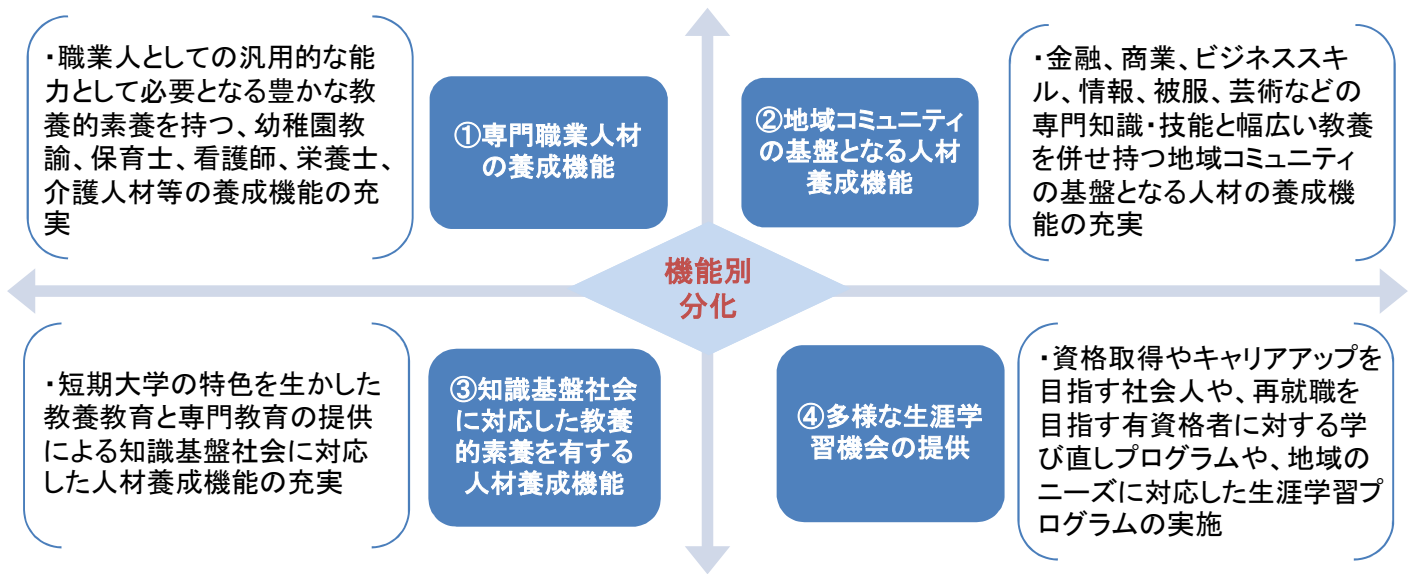 ・職業人としての汎用的な能
力として必要となる豊かな教
養的素養を持つ、幼稚園教
諭、保育士、看護師、栄養士、
介護人材等の養成機能の充
実
①専門職業人材
の養成機能
②地域コミュニティ
の基盤となる人材
養成機能
・金融、商業、ビジネススキ
ル、情報、被服、芸術などの
専門知識・技能と幅広い教養
を併せ持つ地域コミュニティ
の基盤となる人材の養成機
能の充実
機能別
分化
・短期大学の特色を生かした
教養教育と専門教育の提供
による知識基盤社会に対応
した人材養成機能の充実
③知識基盤社会
に対応した教養
的素養を有する
人材養成機能
④多様な生涯学
習機会の提供
・資格取得やキャリアアップを
目指す社会人や、再就職を
目指す有資格者に対する学
び直しプログラムや、地域の
ニーズに対応した生涯学習プ
ログラムの実施